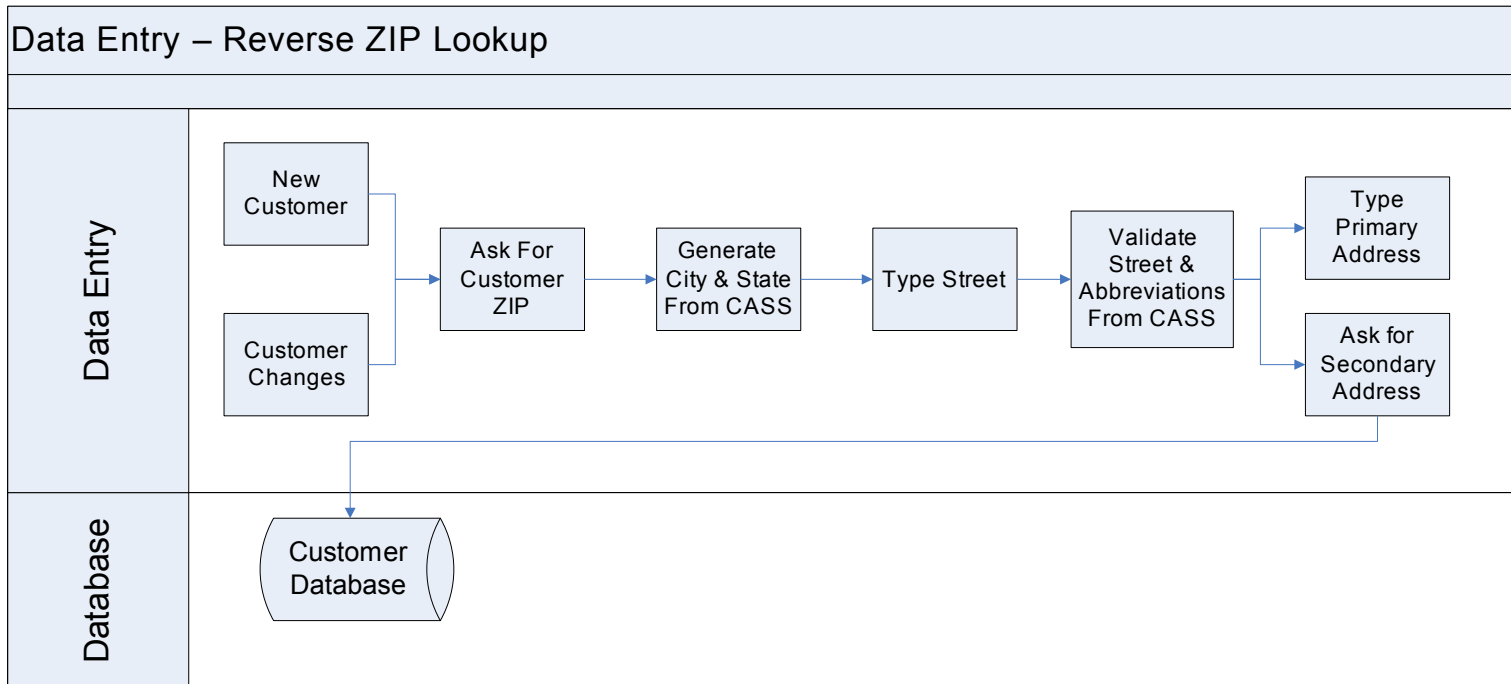 Data Entry – Reverse ZIP Lookup
Data Entry
New
Customer
Customer
Changes
Ask For
Customer
ZIP
Generate
City & State
From CASS
Type Street
Validate
Street &
Abbreviations
From CASS
Type
Primary
Address
Ask for
Secondary
Address
Database
Customer
Database